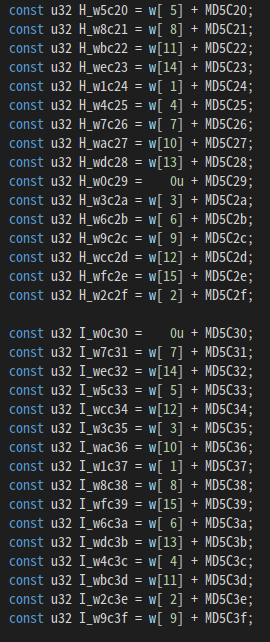 const u32 H_w5c20 = w[ 5] + MD5C20;
const u32 H_w8c21 = w[ 8] + MD5C21;
const u32 H_wbc22 = w[11] + MD5C22;
const u32 H_wec23 = w[14] + MD5C23;
const u32 H_w1c24 = w[ 1] + MD5C24;
const u32 H_w4c25 = w[ 4] + MD5C25;
const u32 H_w7c26 = w[ 7] + MD5C26;
const u32 H_wac27 = w[10] + MD5C27;
const u32 H_wdc28 = w[13] + MD5C28;
const u32 H_w0c29 =    0u + MD5C29;
const u32 H_w3c2a = w[ 3] + MD5C2a;
const u32 H_w6c2b = w[ 6] + MD5C2b;
const u32 H_w9c2c = w[ 9] + MD5C2c;
const u32 H_wcc2d = w[12] + MD5C2d;
const u32 H_wfc2e = w[15] + MD5C2e;
const u32 H_w2c2f = w[ 2] + MD5C2f;

const u32 I_w0c30 =    0u + MD5C30;
const u32 I_w7c31 = w[ 7] + MD5C31;
const u32 I_wec32 = w[14] + MD5C32;
const u32 I_w5c33 = w[ 5] + MD5C33;
const u32 I_wcc34 = w[12] + MD5C34;
const u32 I_w3c35 = w[ 3] + MD5C35;
const u32 I_wac36 = w[10] + MD5C36;
const u32 I_w1c37 = w[ 1] + MD5C37;
const u32 I_w8c38 = w[ 8] + MD5C38;
const u32 I_wfc39 = w[15] + MD5C39;
const u32 I_w6c3a = w[ 6] + MD5C3a;
const u32 I_wdc3b = w[13] + MD5C3b;
const u32 I_w4c3c = w[ 4] + MD5C3c;
const u32 I_wbc3d = w[11] + MD5C3d;
const u32 I_w2c3e = w[ 2] + MD5C3e;
const u32 I_w9c3f = w[ 9] + MD5C3f;